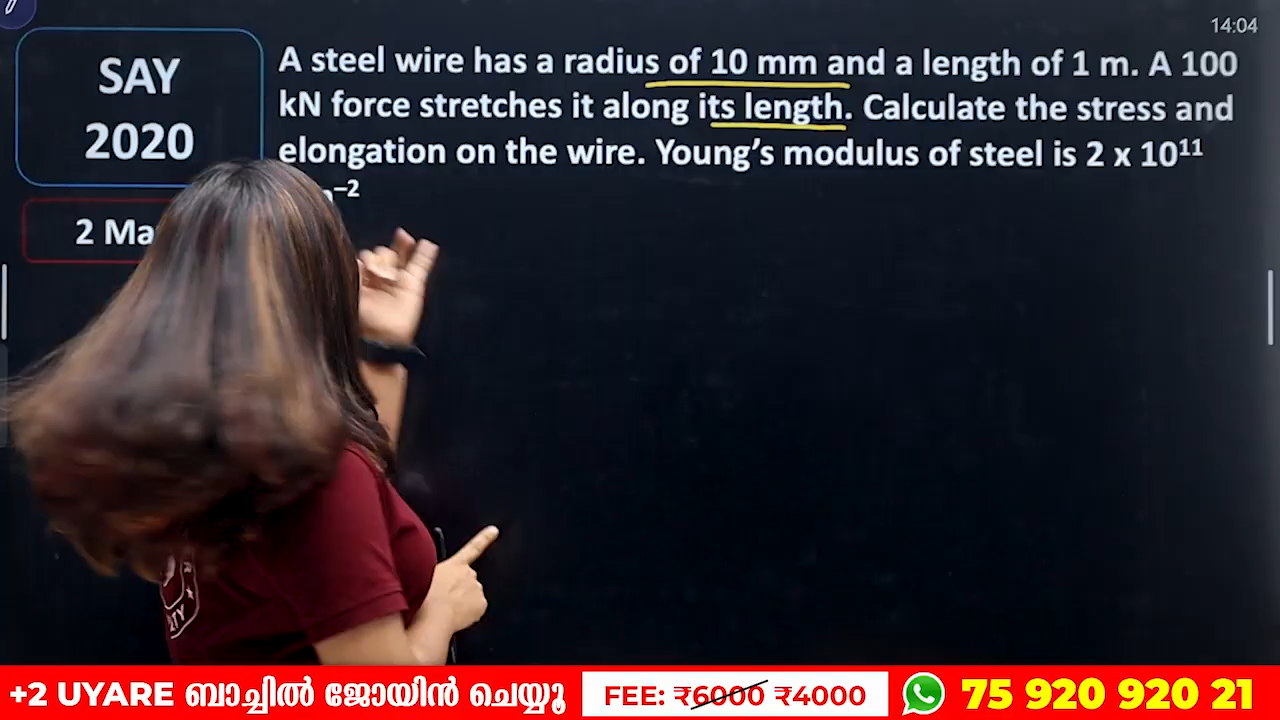 14:04
SAY
2020
A steel wire has a radius of 10 mm and a length of 1 m. A 100
kN force stretches it along its length. Calculate the stress and
elongation on the wire. Young’s modulus of steel is 2 x 10¹¹
⁻²
2
+2 UYARE ബാച്ചിൽ ജോയിൻ ചെയ്യൂ
FEE: ₹6000 ₹4000
75 920 920 21